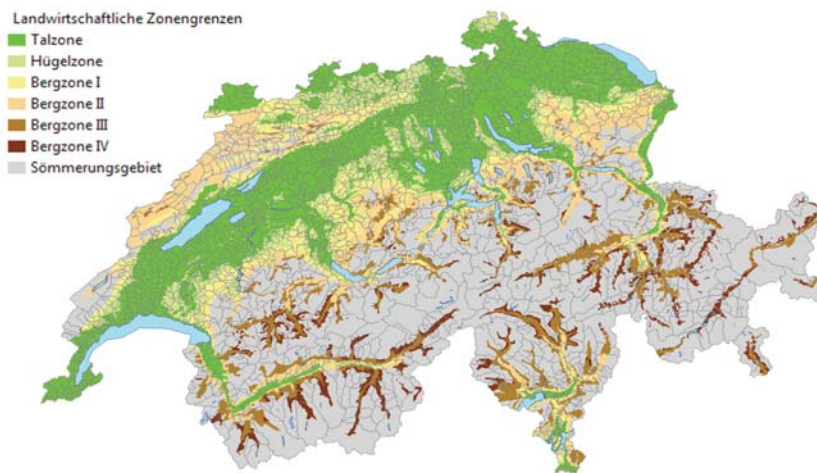 Landwirtschaftliche Zonengrenzen
Talzone
Hügelzone
Bergzone I
Bergzone II
Bergzone III
Bergzone IV
Sömmerungsgebiet